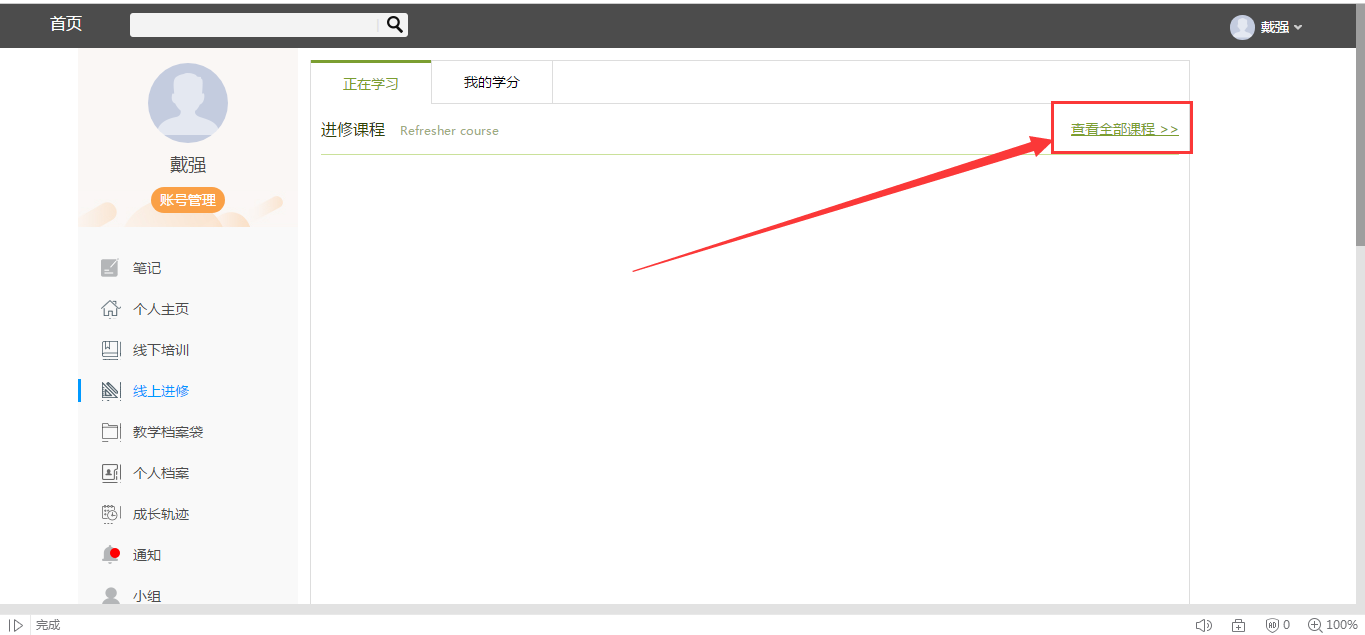 首页
戴强
戴强
账号管理
笔记
个人主页
线下培训
线上进修
教学档案袋
个人档案
成长轨迹
通知
小组
正在学习 我的学分
进修课程 Refresher course 查看全部课程 >>
完成
AD 0 100%